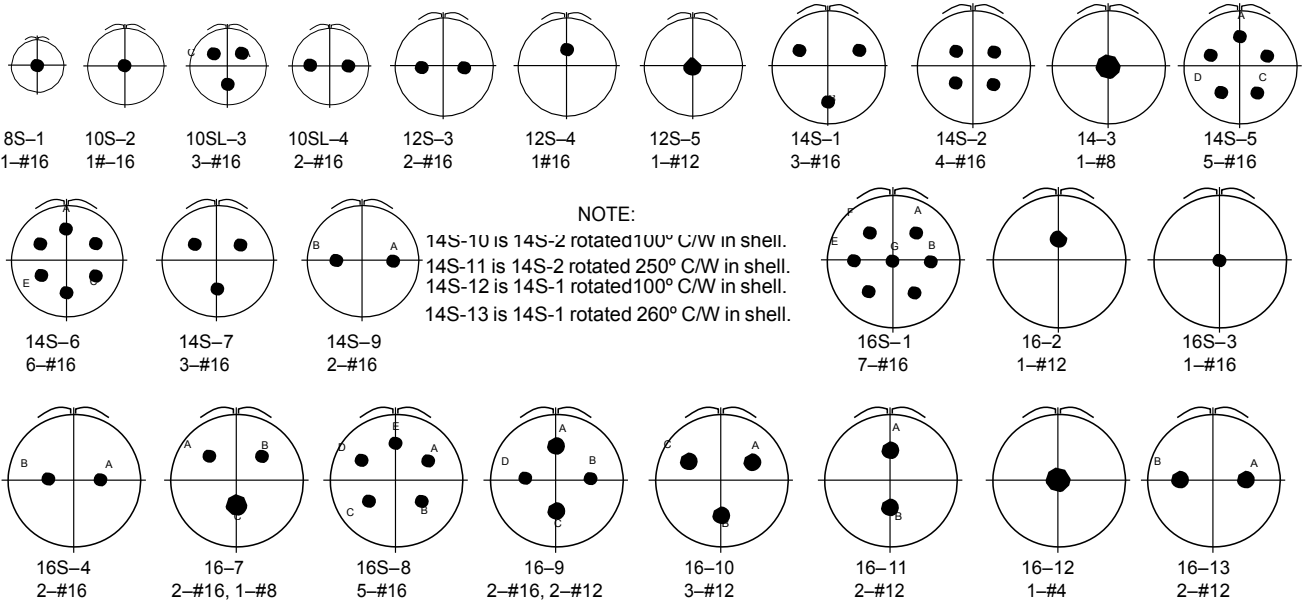 C A
8S–1 10S–2 10SL–3 10SL–4 12S–3 12S–4 12S–5 14S–1 14S–2 14–3 14S–5
1–#16 1#–16 3–#16 2–#16 2–#16 1#16 1–#12 3–#16 4–#16 1–#8 5–#16
A
D C
A
E C
B A
NOTE:
14S-10 is 14S-2 rotated100º C/W in shell.
14S-11 is 14S-2 rotated 250º C/W in shell.
14S-12 is 14S-1 rotated100º C/W in shell.
14S-13 is 14S-1 rotated 260º C/W in shell.
F A
E G B
14S–6 14S–7 14S–9 16S–1 16–2 16S–3
6–#16 3–#16 2–#16 7–#16 1–#12 1–#16
B A
A B
C
E
D A
C B
A
D B
C
C A
B
A
B
B A
16S–4 16–7 16S–8 16–9 16–10 16–11 16–12 16–13
2–#16 2–#16, 1–#8 5–#16 2–#16, 2–#12 3–#12 2–#12 1–#4 2–#12